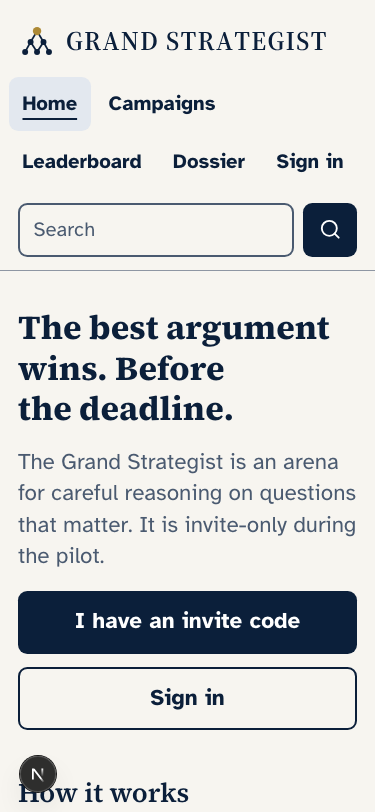 GRAND STRATEGIST
Home Campaigns
Leaderboard Dossier Sign in
Search
The best argument
wins. Before
the deadline.
The Grand Strategist is an arena
for careful reasoning on questions
that matter. It is invite-only during
the pilot.
I have an invite code
Sign in
N
How it works